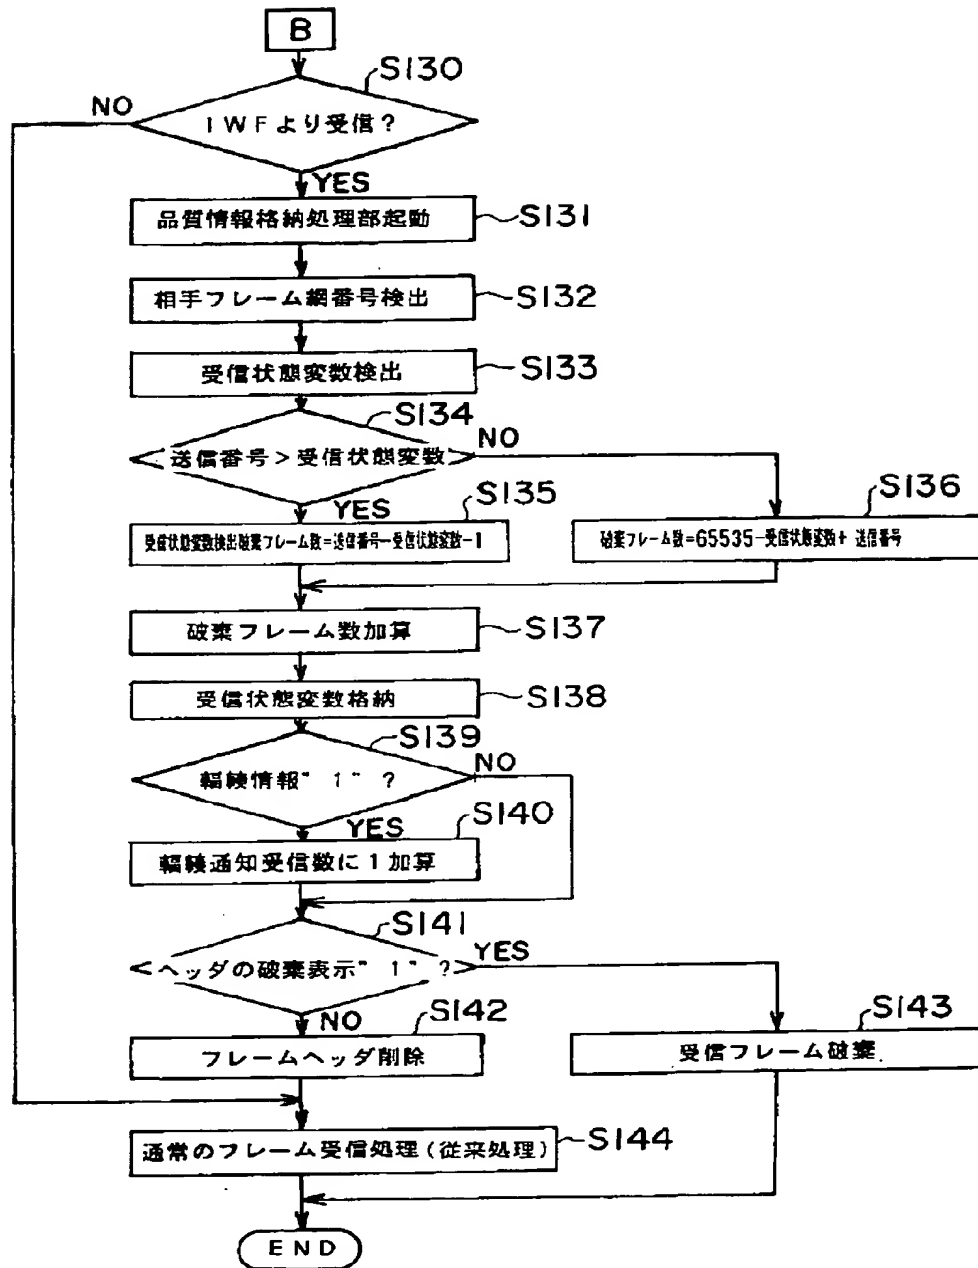 B
S130
NO
IWFより受信?
YES
品質情報格納処理部起動
S131
相手フレーム網番号検出
S132
受信状態変数検出
S133
S134
送信番号>受信状態変数
NO
YES
S135
S136
受信状態変数検出破棄フレーム数=送信番号-受信状態変数-1
破棄フレーム数=65535-受信状態変数+ 送信番号
破棄フレーム数加算
S137
受信状態変数格納
S138
S139
輻輳情報"1"?
NO
YES
S140
輻輳通知受信数に1加算
S141
ヘッダの破棄表示"1"?
YES
NO
S142
S143
フレームヘッダ削除
受信フレーム破棄
通常のフレーム受信処理(従来処理)
S144
END